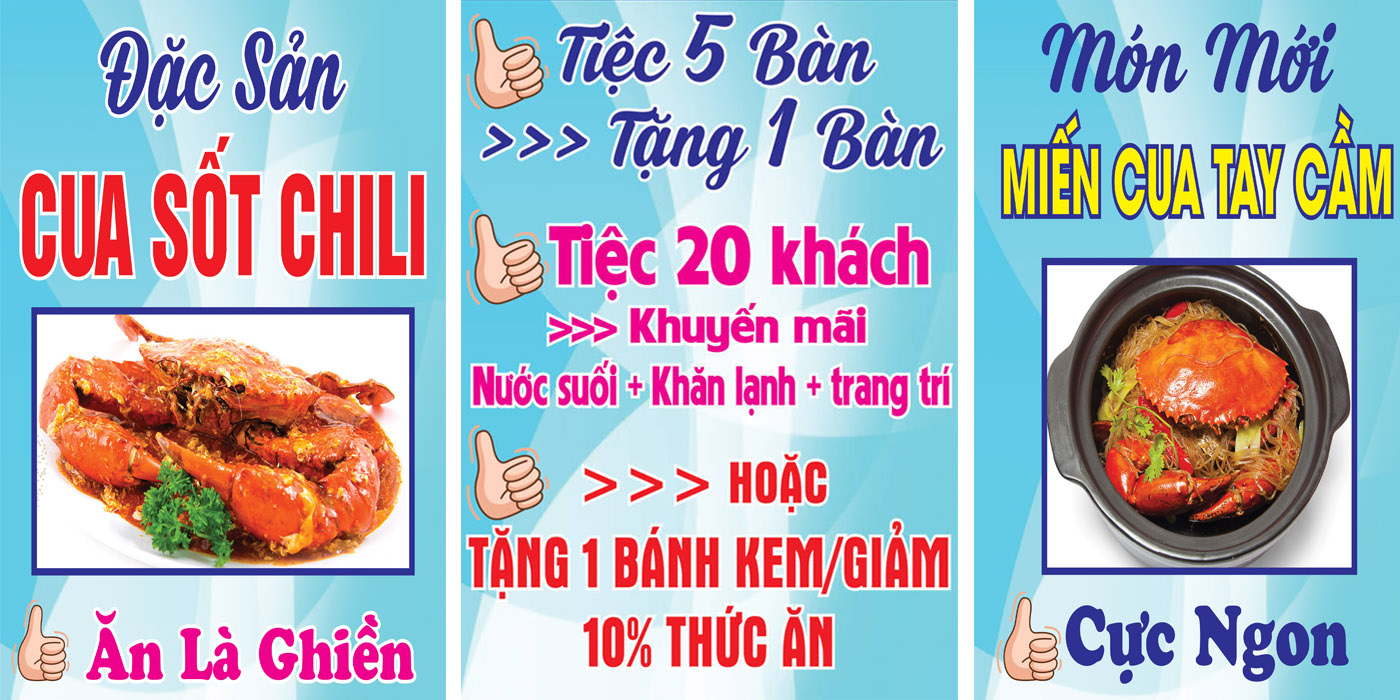 Đặc Sản
CUA SỐT CHILI
Ăn Là Ghiền
Tiệc 5 Bàn
>>> Tặng 1 Bàn
Tiệc 20 khách
>>> Khuyến mãi
Nước suối + Khăn lạnh + trang trí
>>> HOẶC
TẶNG 1 BÁNH KEM/GIẢM
10% THỨC ĂN
Món Mới
MIẾN CUA TAY CẦM
Cực Ngon